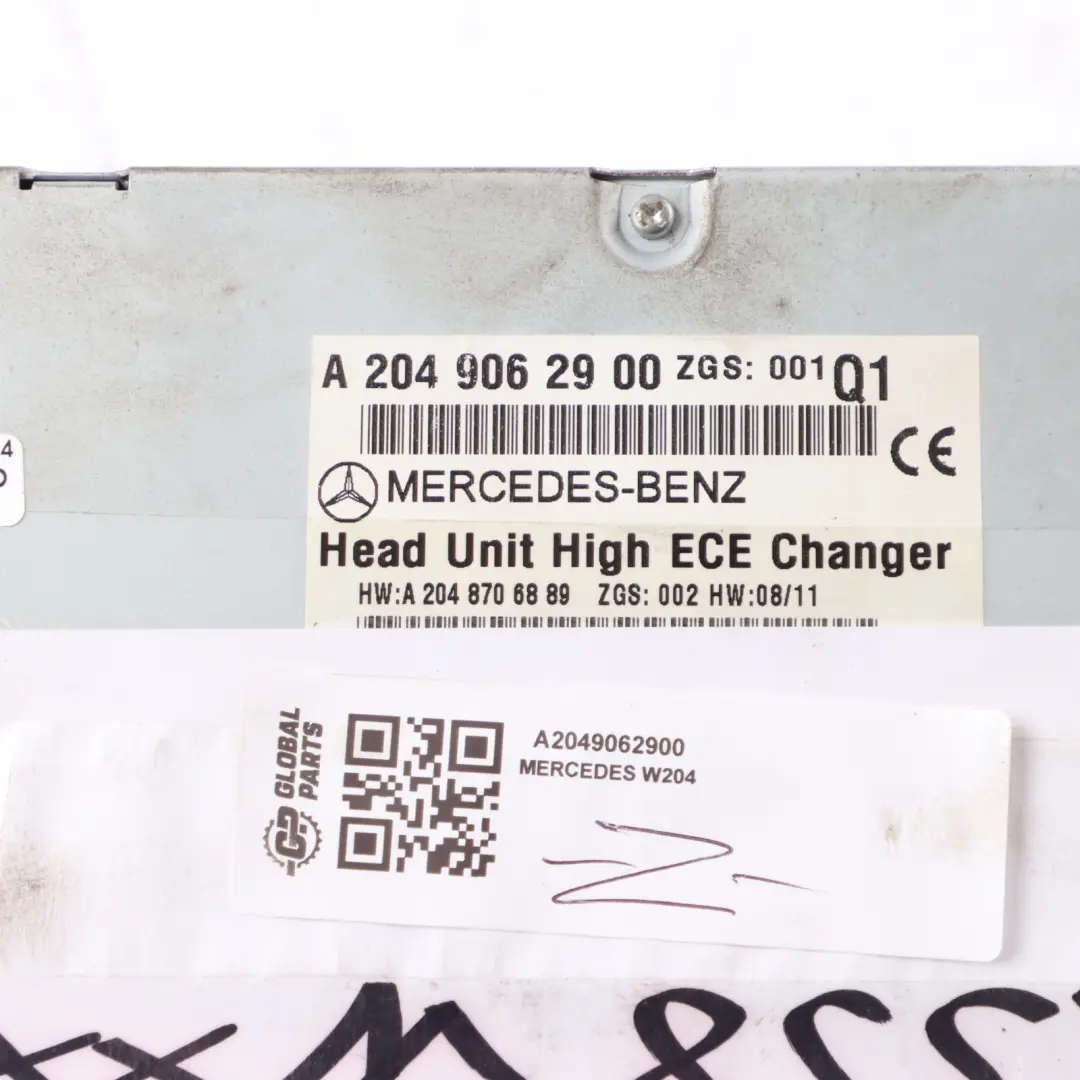 A 204 906 29 00 ZGS: 001 Q1
CE
MERCEDES-BENZ
Head Unit High ECE Changer
HW:A 204 870 68 89 ZGS: 002 HW:08/11
4
GLOBAL
PARTS
A2049062900
MERCEDES W204